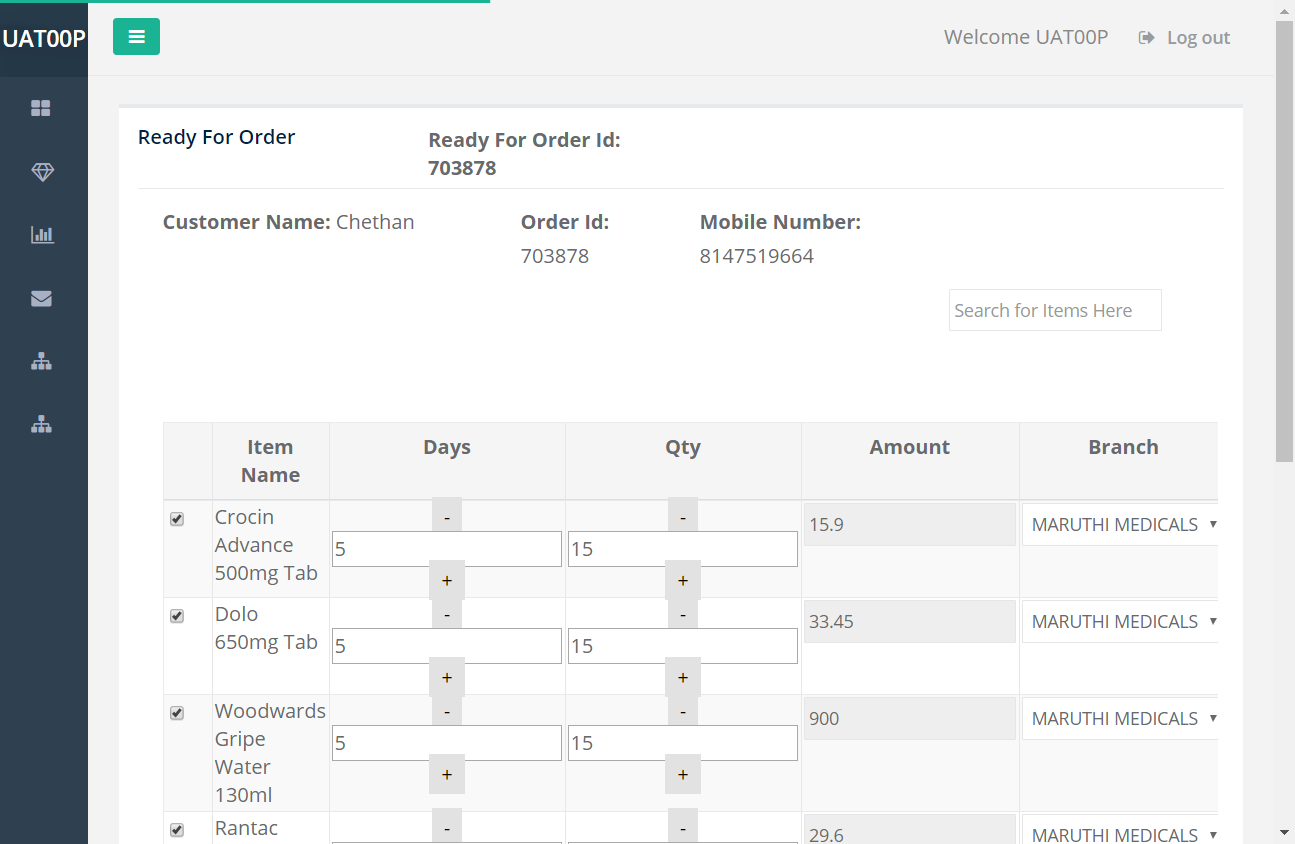 UAT00P
Welcome UAT00P
Log out
Ready For Order
Ready For Order Id:
703878
Customer Name: Chethan
Order Id:
703878
Mobile Number:
8147519664
Search for Items Here
Item
Name
Days
Qty
Amount
Branch
Crocin
Advance
500mg Tab
-
5
+
-
15
+
15.9
MARUTHI MEDICALS
Dolo
650mg Tab
-
5
+
-
15
+
33.45
MARUTHI MEDICALS
Woodwards
Gripe
Water
130ml
-
5
+
-
15
+
900
MARUTHI MEDICALS
Rantac
-
-
29.6
MARUTHI MEDICALS